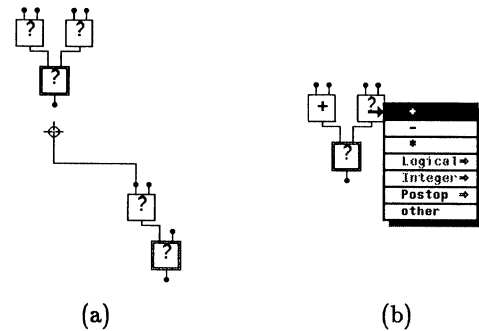 ? ?
?
?
?
(a)
+ ?
?
+
-
*
Logical⇒
Integer⇒
Postop ⇒
other
(b)